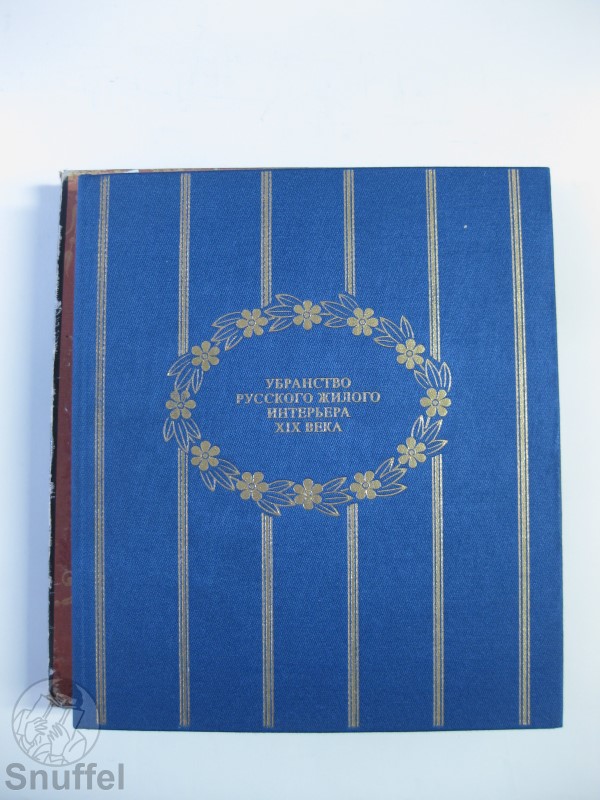 УБРАНСТВО
РУССКОГО ЖИЛОГО
ИНТЕРЬЕРА
XIX ВЕКА
Snuffel